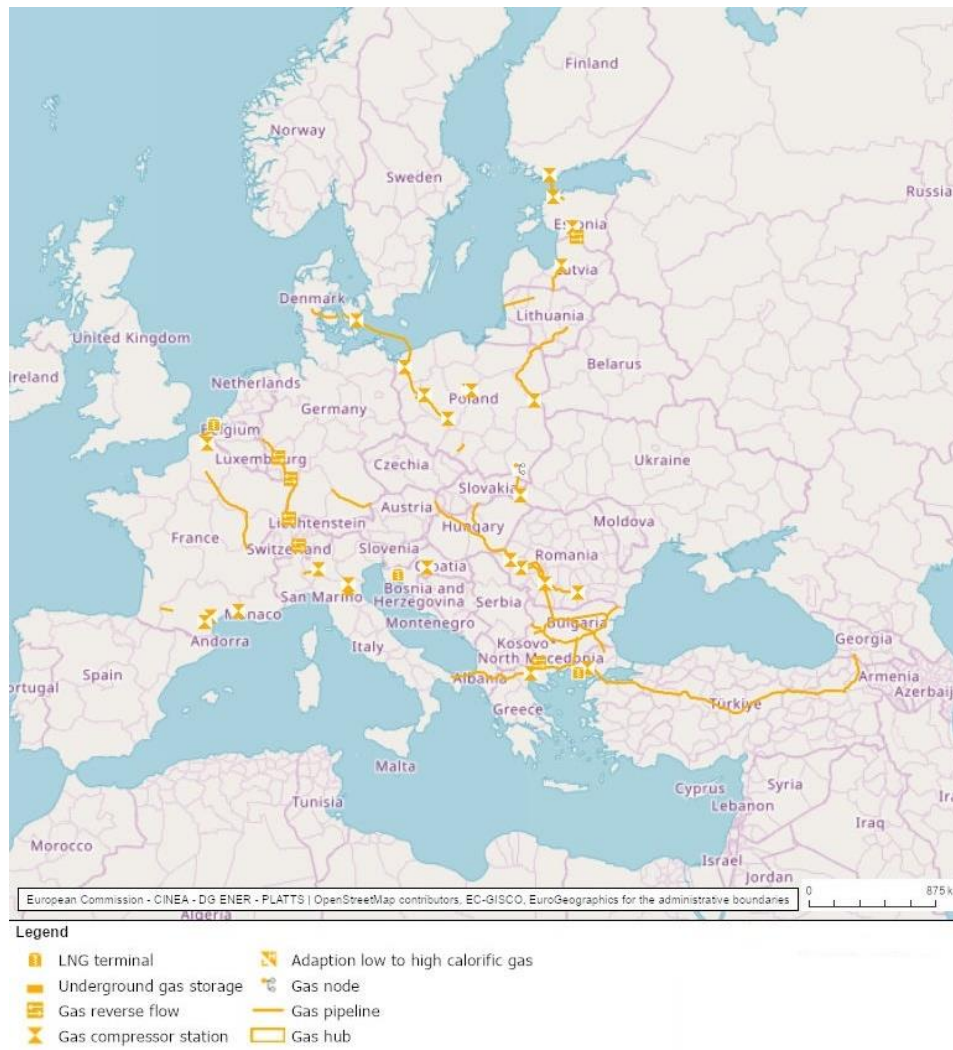 Finland
Norway
Sweden
Russia
Estonia
Latvia
Denmark
Lithuania
United Kingdom
Ireland
Belarus
Netherlands
Poland
Germany
Belgium
Luxembourg
Czechia
Ukraine
Slovakia
Austria
Liechtenstein
Hungary
Moldova
France
Switzerland
Slovenia
Romania
Croatia
San Marino
Bosnia and
Herzegovina
Serbia
Monaco
Montenegro
Bulgaria
Andorra
Italy
Kosovo
Georgia
North Macedonia
Spain
Albania
Armenia
Portugal
Azerbaij
Greece
Türkiye
Malta
Cyprus
Syria
Lebanon
Tunisia
Iraq
Morocco
Israel
Jordan
Algeria
European Commission - CINEA - DG ENER - PLATTS | OpenStreetMap contributors, EC-GISCO, EuroGeographics for the administrative boundaries
0 875 k
Legend
LNG terminal
Adaption low to high calorific gas
Underground gas storage
Gas node
Gas reverse flow
Gas pipeline
Gas compressor station
Gas hub